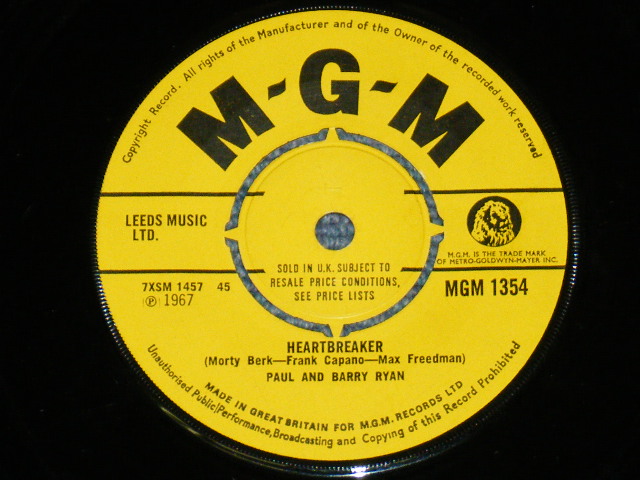 Copyright Record. All rights of the Manufacturer and of the Owner of the recorded work reserved
M-G-M
LEEDS MUSIC
LTD.
M.G.M. IS THE TRADE MARK
OF METRO-GOLDWYN-MAYER INC.
SOLD IN U.K. SUBJECT TO
RESALE PRICE CONDITIONS,
SEE PRICE LISTS
7XSM 1457 45
℗ 1967
MGM 1354
HEARTBREAKER
(Morty Berk—Frank Capano—Max Freedman)
PAUL AND BARRY RYAN
MADE IN GREAT BRITAIN FOR M.G.M. RECORDS LTD
Unauthorised Public/Performance, Broadcasting and Copying of this Record Prohibited